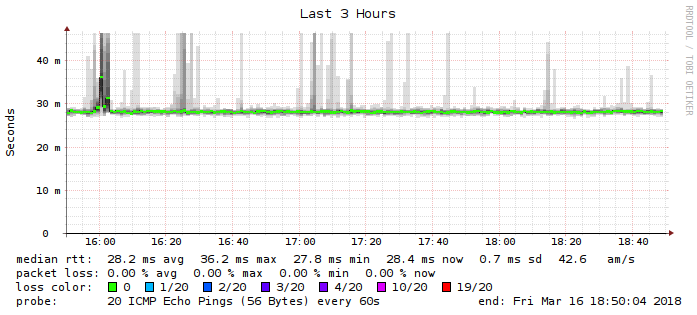 Last 3 Hours
RRDTOOL / TOBI OETIKER
Seconds
40 m
30 m
20 m
10 m
0
16:00 16:20 16:40 17:00 17:20 17:40 18:00 18:20 18:40
median rtt: 28.2 ms avg 36.2 ms max 27.8 ms min 28.4 ms now 0.7 ms sd 42.6 am/s
packet loss: 0.00 % avg 0.00 % max 0.00 % min 0.00 % now
loss color: 0 1/20 2/20 3/20 4/20 10/20 19/20
probe: 20 ICMP Echo Pings (56 Bytes) every 60s end: Fri Mar 16 18:50:04 2018